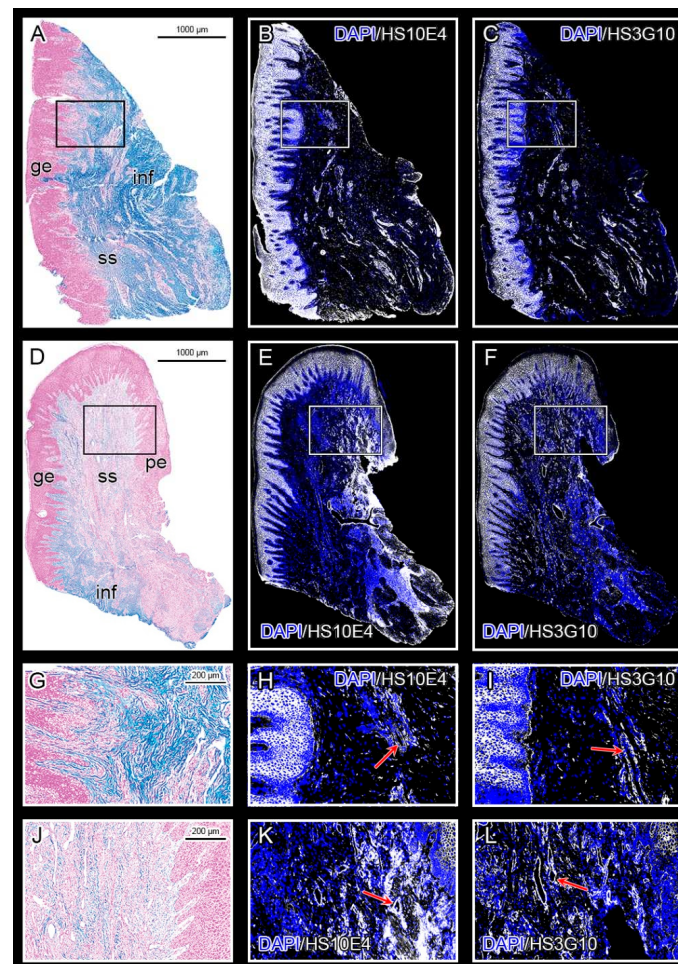 A
1000 µm
ge
inf
ss
B
DAPI/HS10E4
C
DAPI/HS3G10
D
1000 µm
ge
ss
pe
inf
E
DAPI/HS10E4
F
DAPI/HS3G10
G
200 µm
H
DAPI/HS10E4
I
DAPI/HS3G10
J
200 µm
K
DAPI/HS10E4
L
DAPI/HS3G10